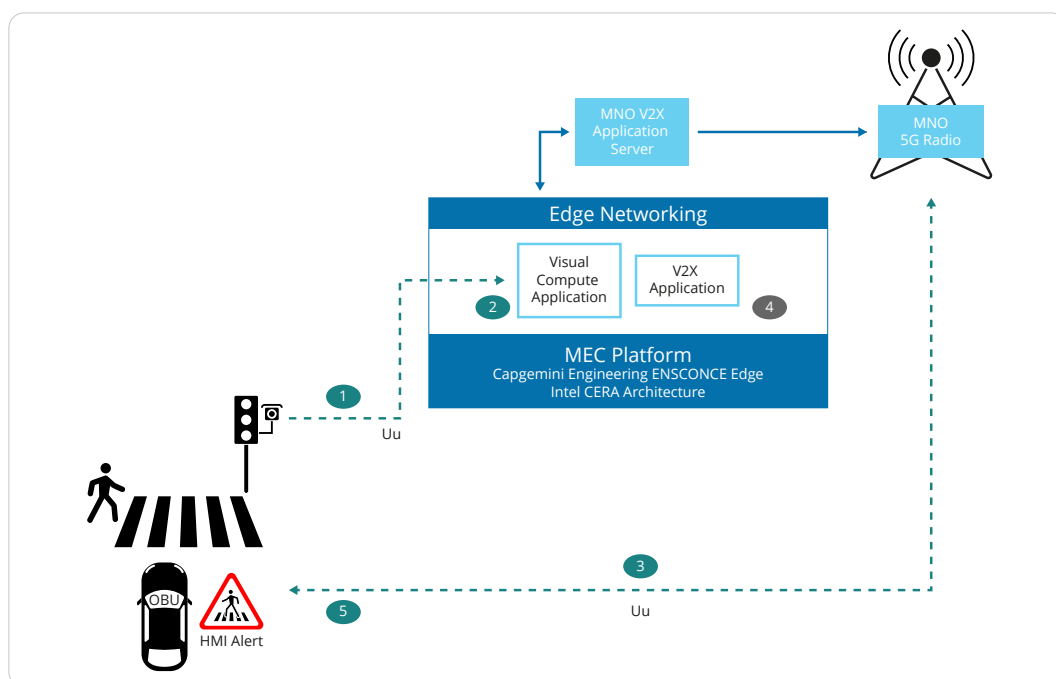 MNO V2X
Application
Server
MNO
5G Radio
Edge Networking
Visual
Compute
Application
V2X
Application
2
4
MEC Platform
Capgemini Engineering ENSCONCE Edge
Intel CERA Architecture
1
Uu
3
Uu
OBU
5
HMI Alert